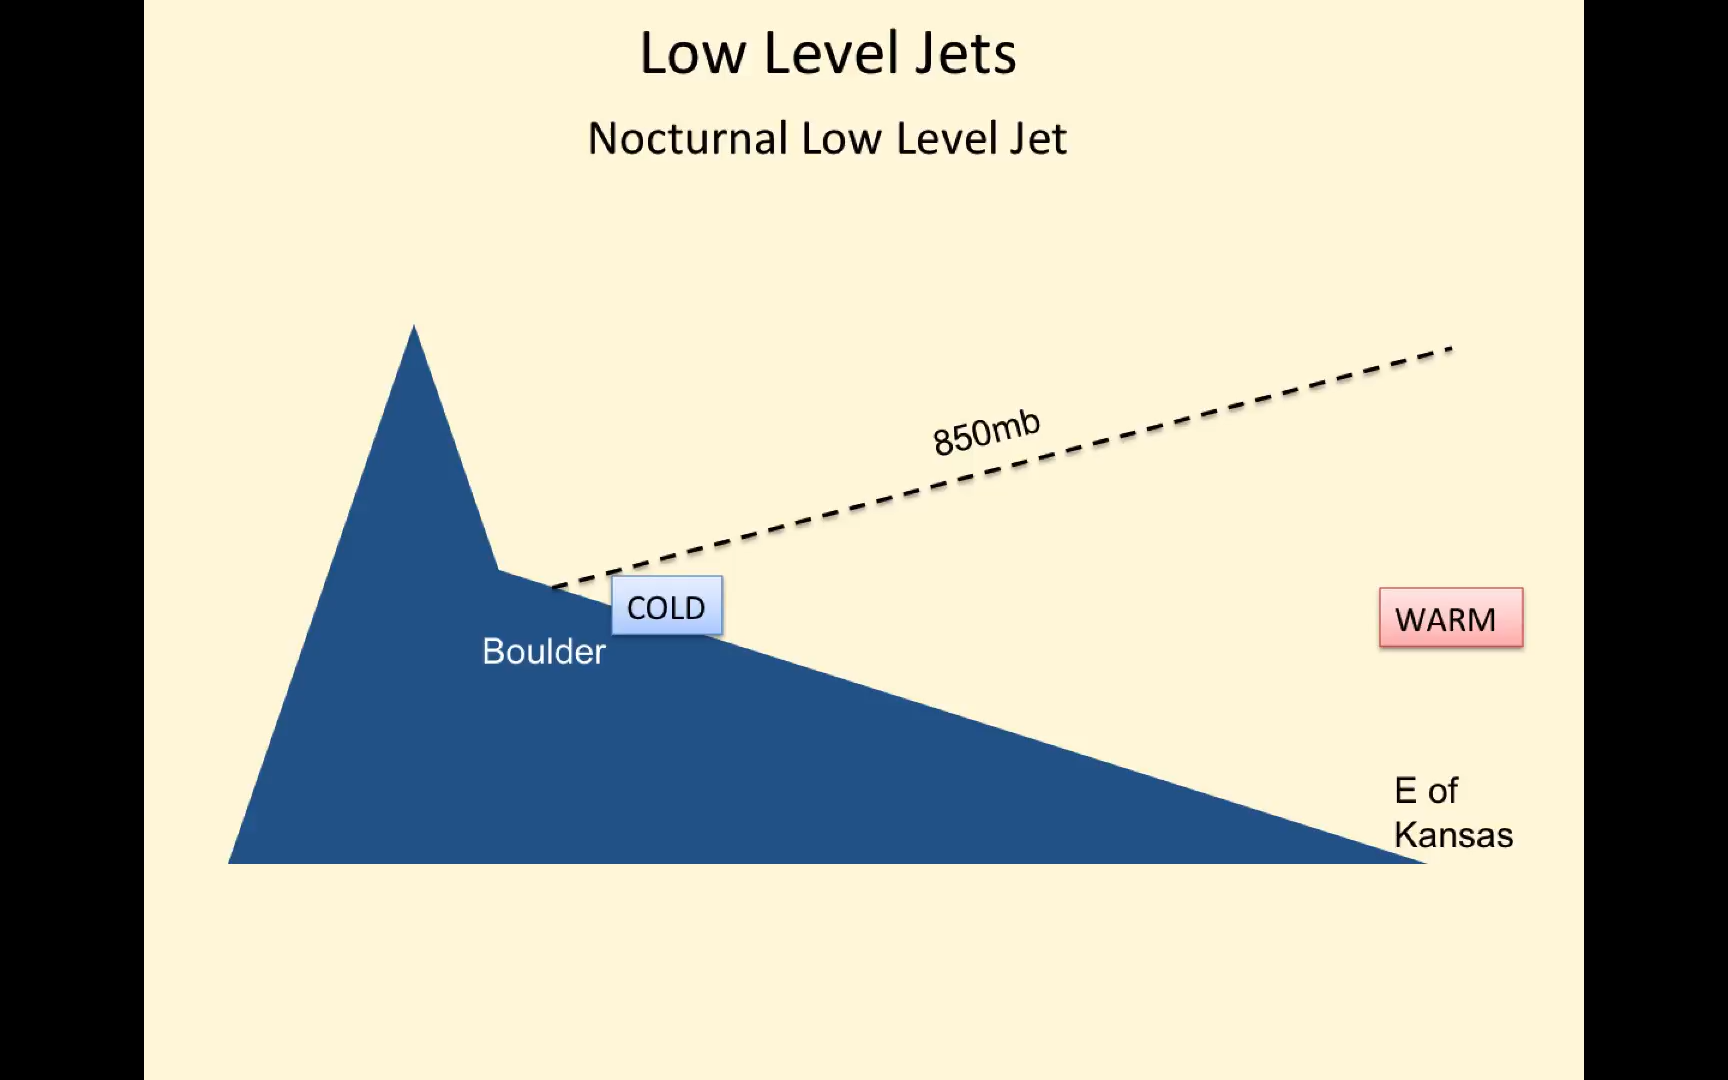 Low Level Jets
Nocturnal Low Level Jet
850mb
COLD
WARM
Boulder
E of
Kansas